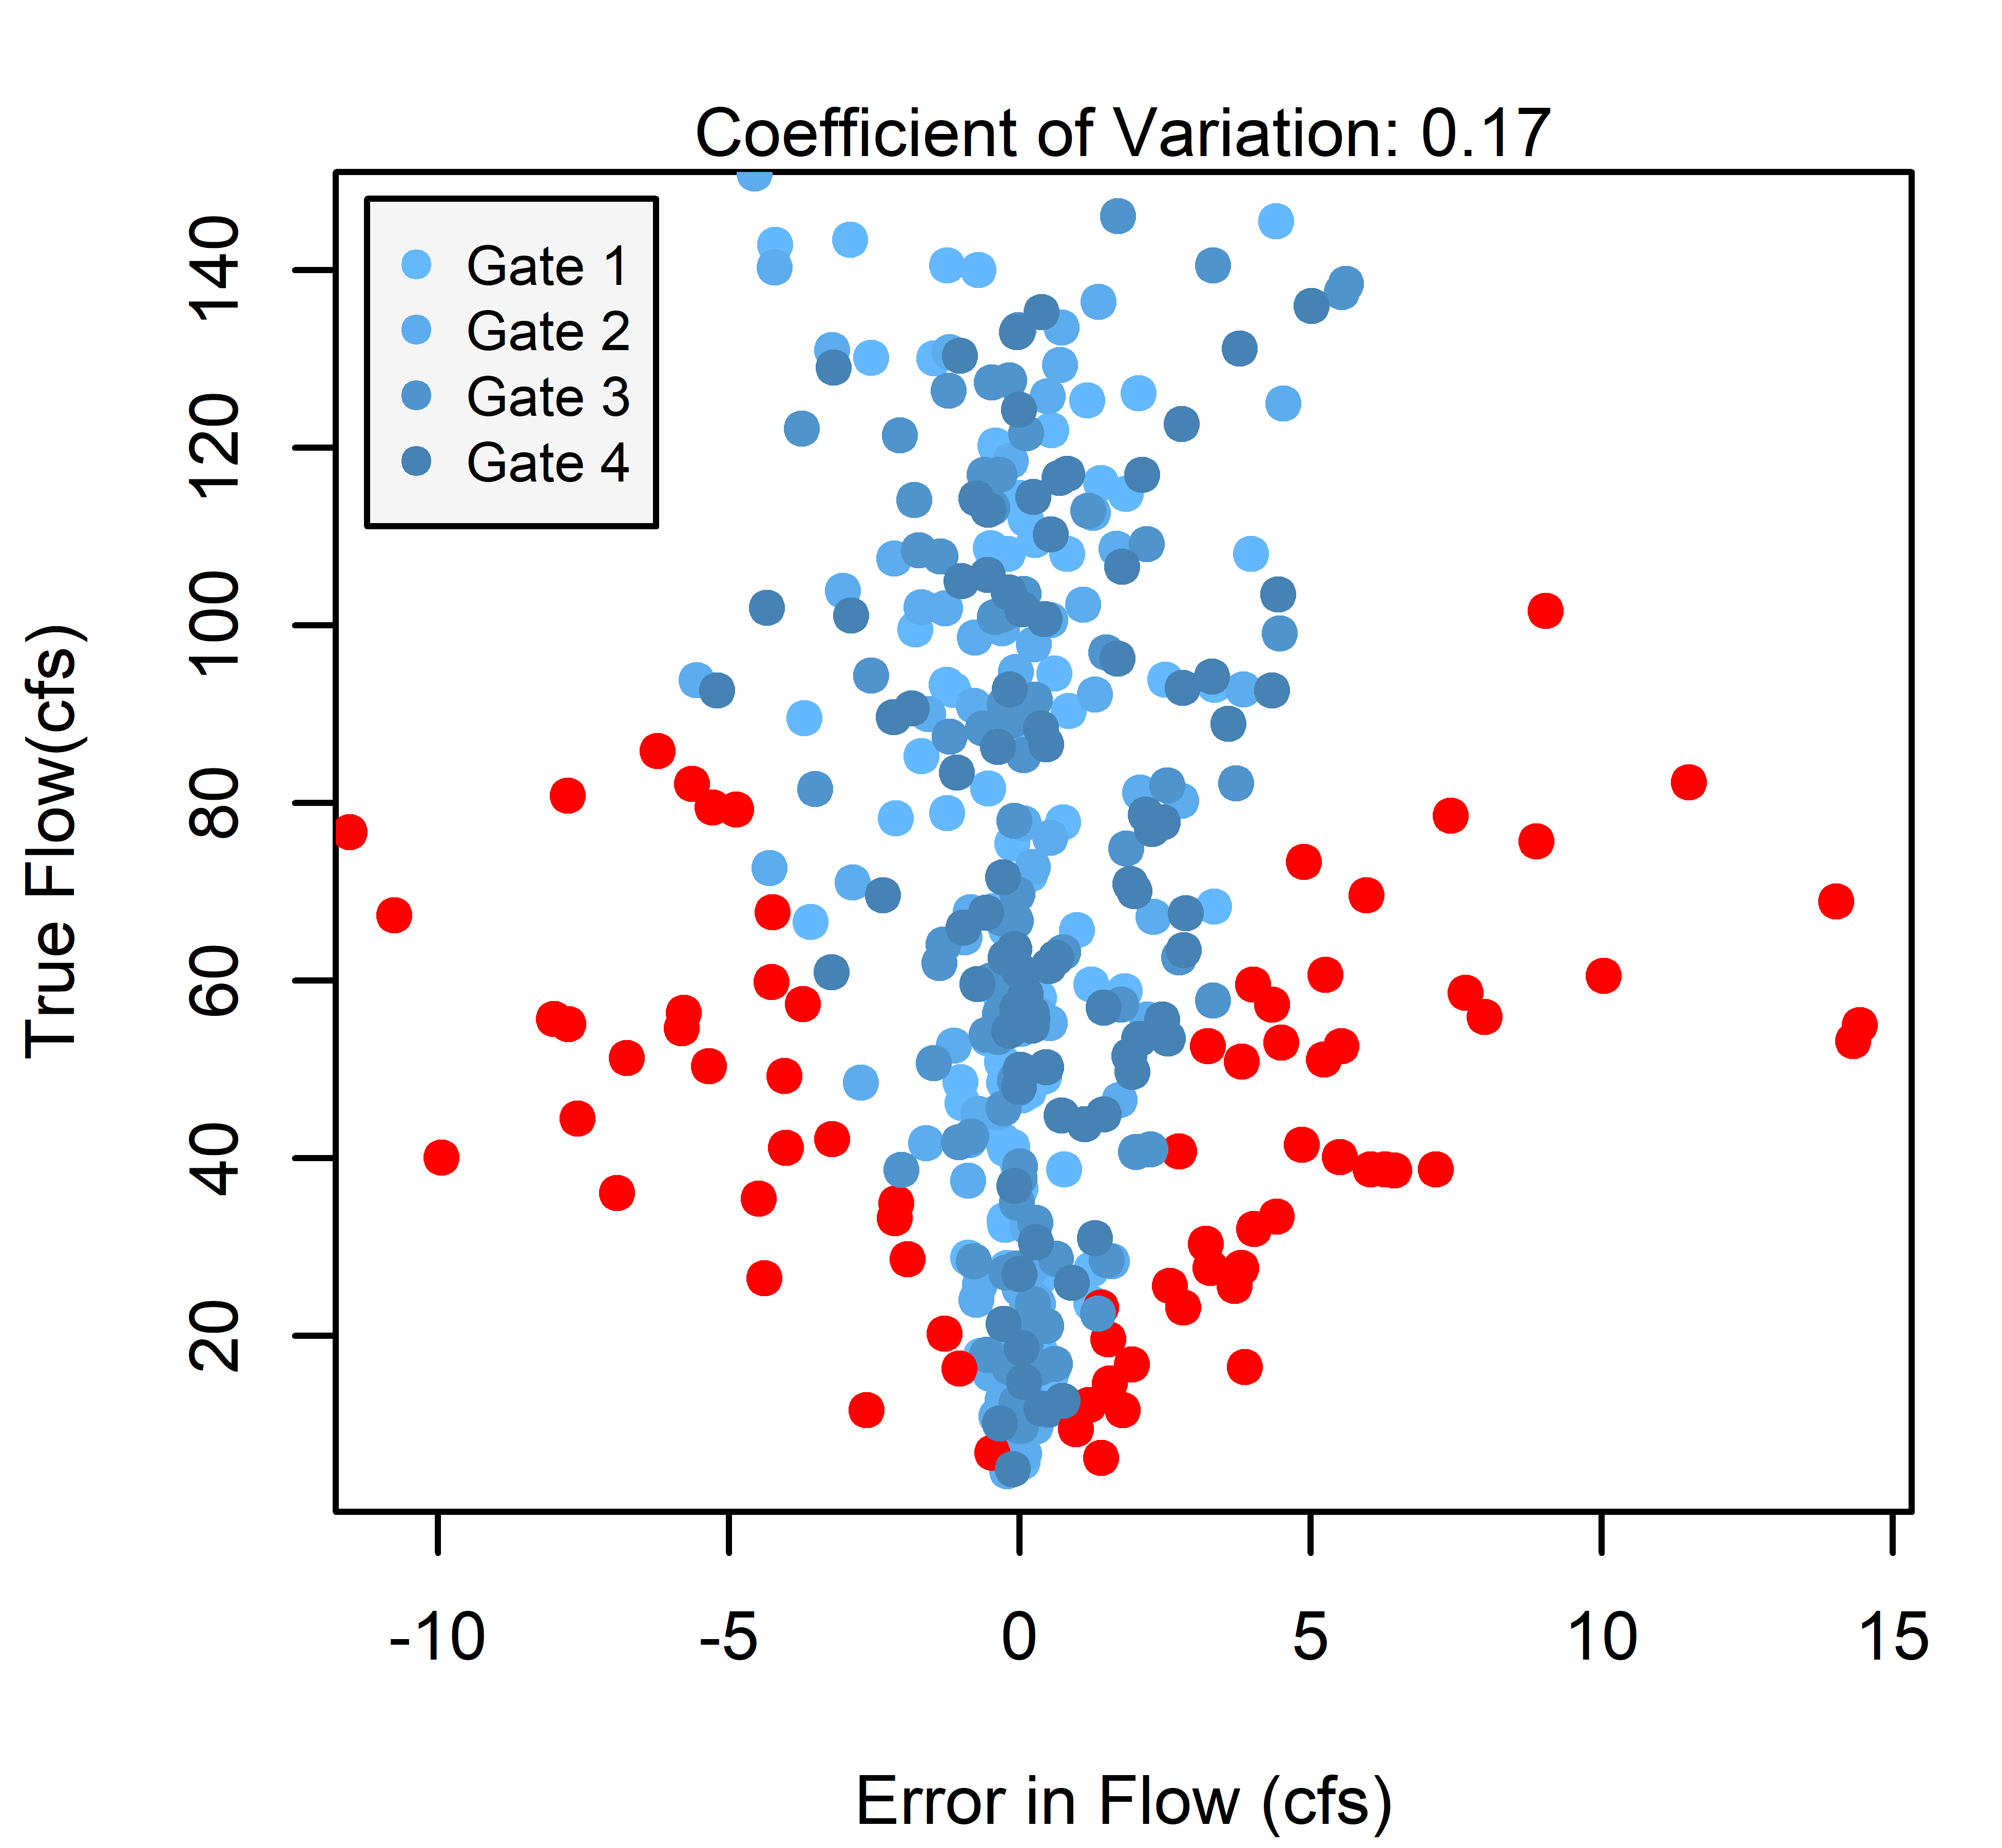 Coefficient of Variation: 0.17
Gate 1
Gate 2
Gate 3
Gate 4
True Flow(cfs)
140
120
100
80
60
40
20
-10 -5 0 5 10 15
Error in Flow (cfs)